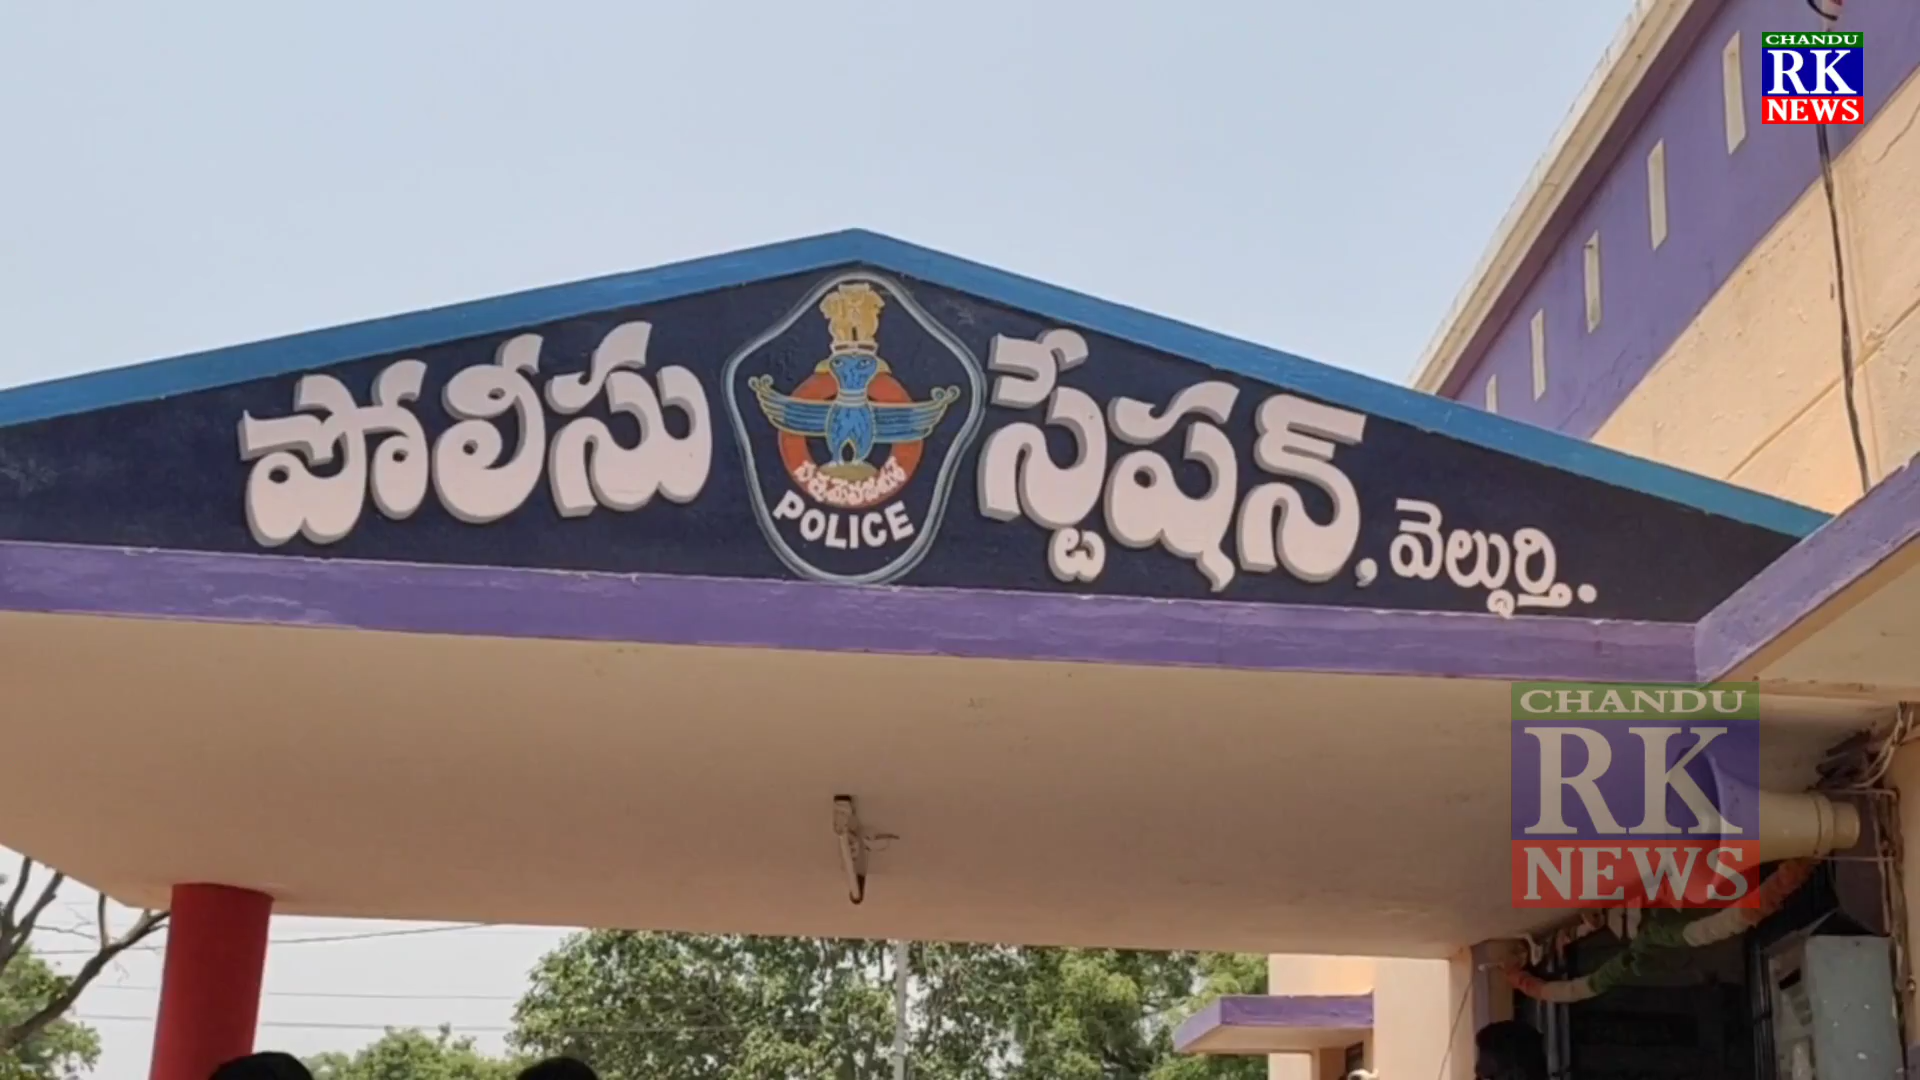 CHANDU
RK
NEWS
పోలీసు స్టేషన్, వెల్దుర్తి.
POLICE
CHANDU
RK
NEWS